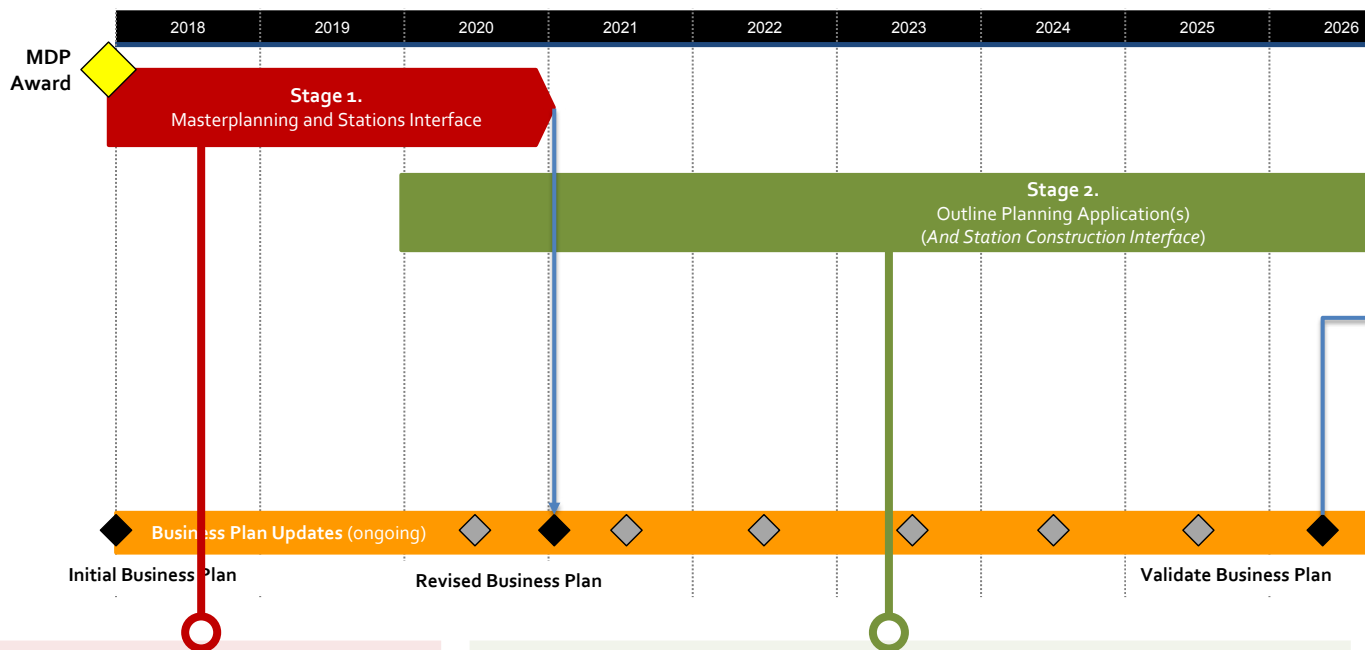 2018 2019 2020 2021 2022 2023 2024 2025 2026
MDP
Award
Stage 1.
Masterplanning and Stations Interface
Stage 2.
Outline Planning Application(s)
(And Station Construction Interface)
Business Plan Updates (ongoing)
Initial Business Plan
Revised Business Plan
Validate Business Plan